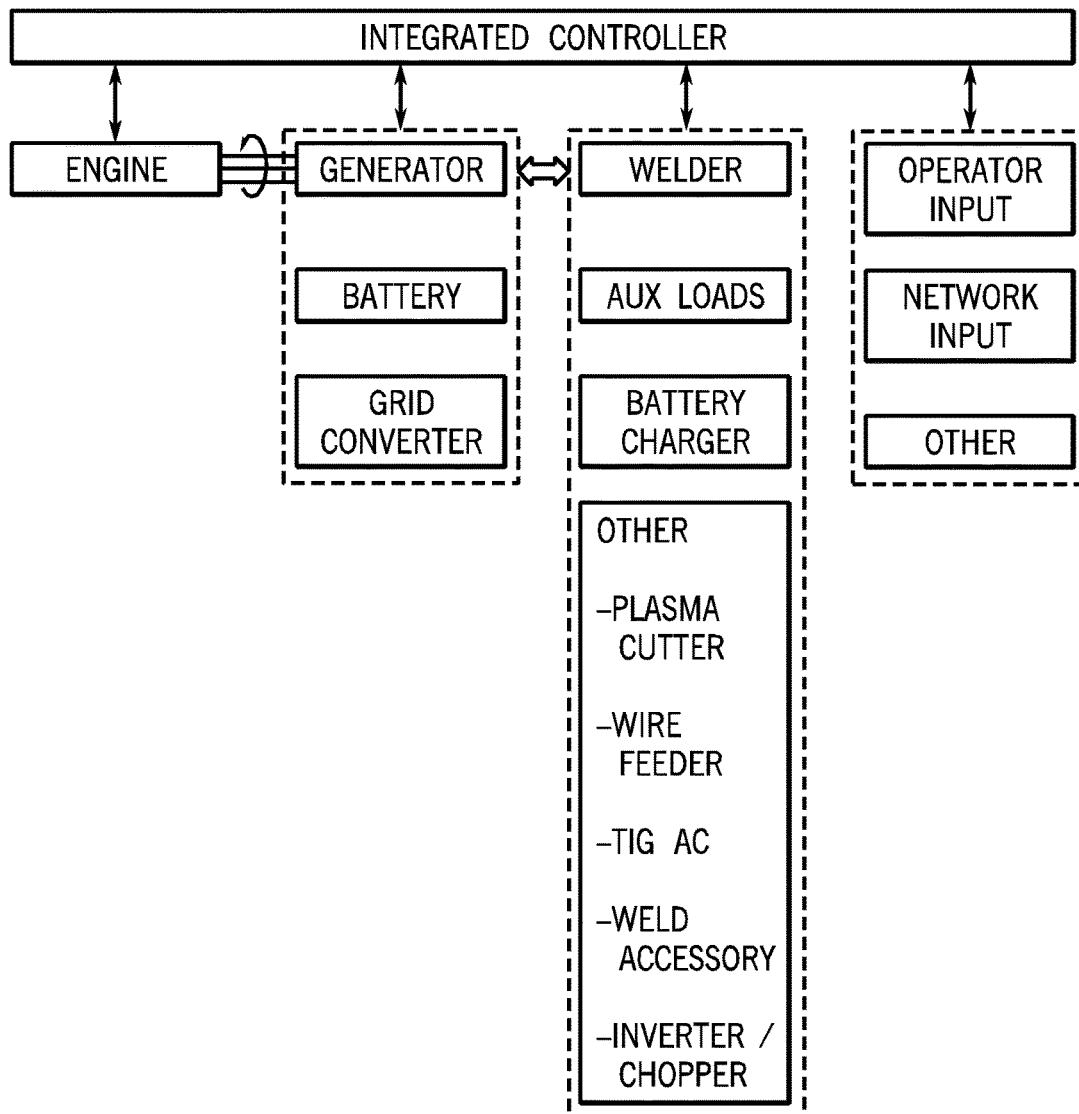 INTEGRATED CONTROLLER
ENGINE
GENERATOR
BATTERY
GRID
CONVERTER
WELDER
AUX LOADS
BATTERY
CHARGER
OTHER
–PLASMA
CUTTER
–WIRE
FEEDER
–TIG AC
–WELD
ACCESSORY
–INVERTER /
CHOPPER
OPERATOR
INPUT
NETWORK
INPUT
OTHER